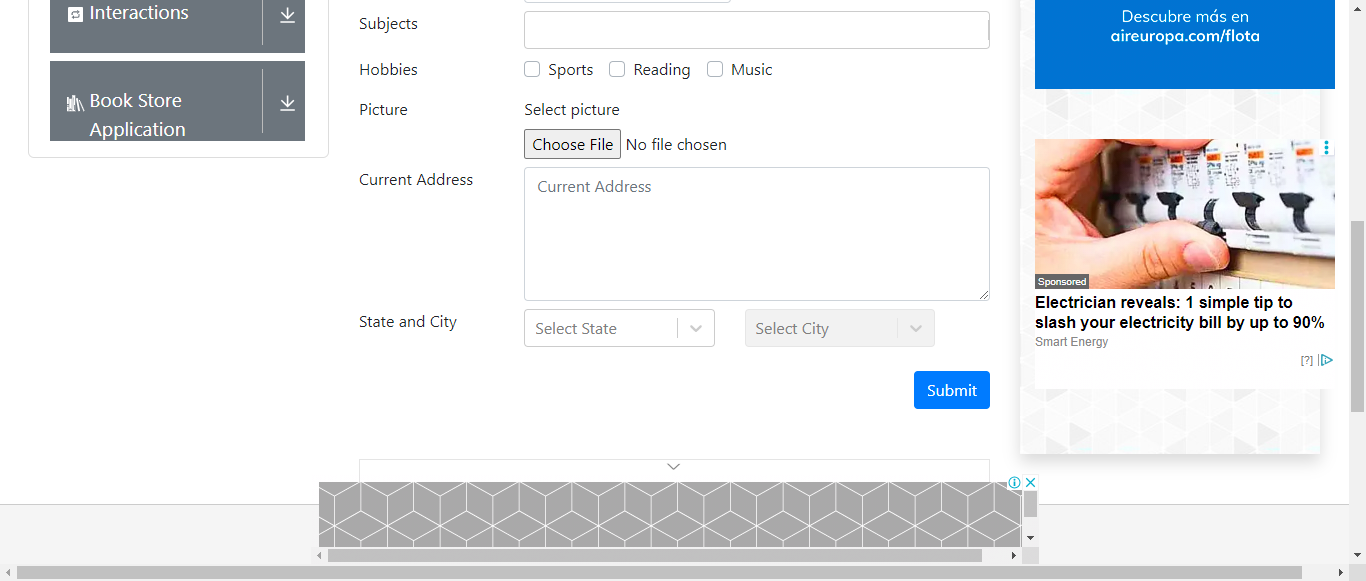 Interactions
Book Store
Application
Subjects
Hobbies
Sports
Reading
Music
Picture
Select picture
Choose File
No file chosen
Current Address
Current Address
State and City
Select State
Select City
Submit
Descubre más en
aireuropa.com/flota
Sponsored
Electrician reveals: 1 simple tip to
slash your electricity bill by up to 90%
Smart Energy
[?]